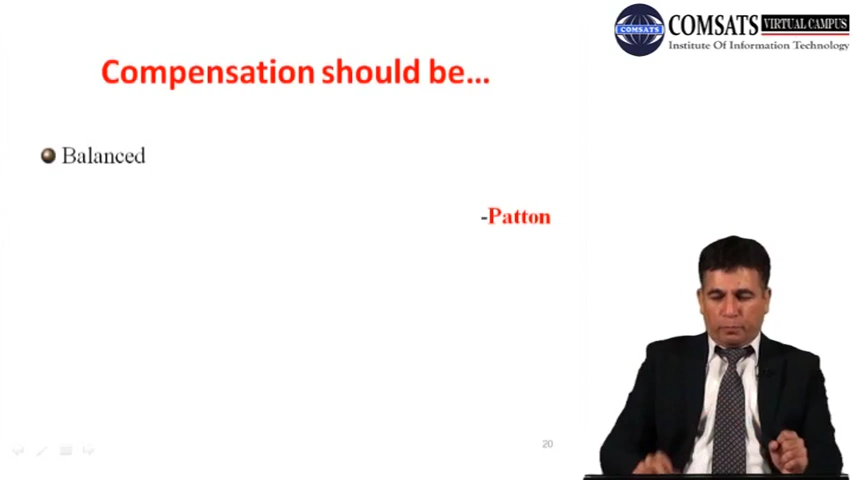 COMSATS VIRTUAL CAMPUS
Institute Of Information Technology
COMSATS
Compensation should be...
Balanced
-Patton
20